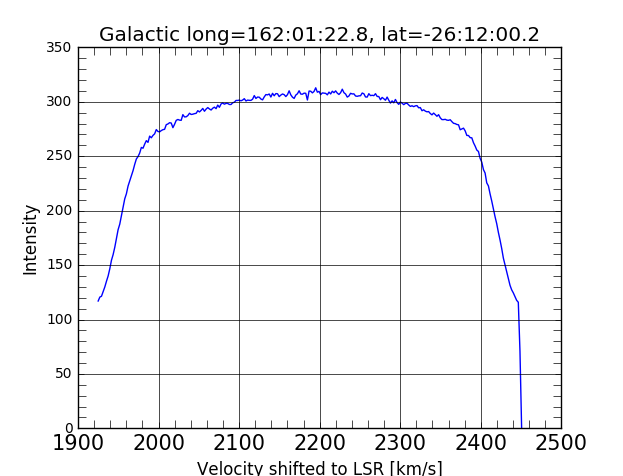 Galactic long=162:01:22.8, lat=-26:12:00.2
350
300
250
200
150
100
50
0
Intensity
1900 2000 2100 2200 2300 2400 2500
Velocity shifted to LSR [km/s]